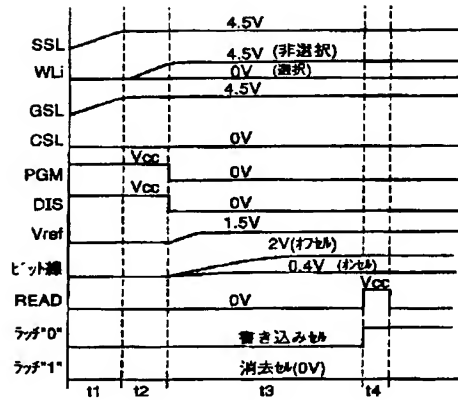 4.5V
SSL
4.5V (非選択)
WLi
0V (選択)
4.5V
GSL
CSL
0V
Vcc
PGM
0V
Vcc
DIS
0V
1.5V
Vref
2V(オフセル)
ビット線
0.4V (オンセル)
Vcc
READ
0V
ラッチ"0"
書き込みセル
ラッチ"1"
消去セル(0V)
t1 t2 t3 t4